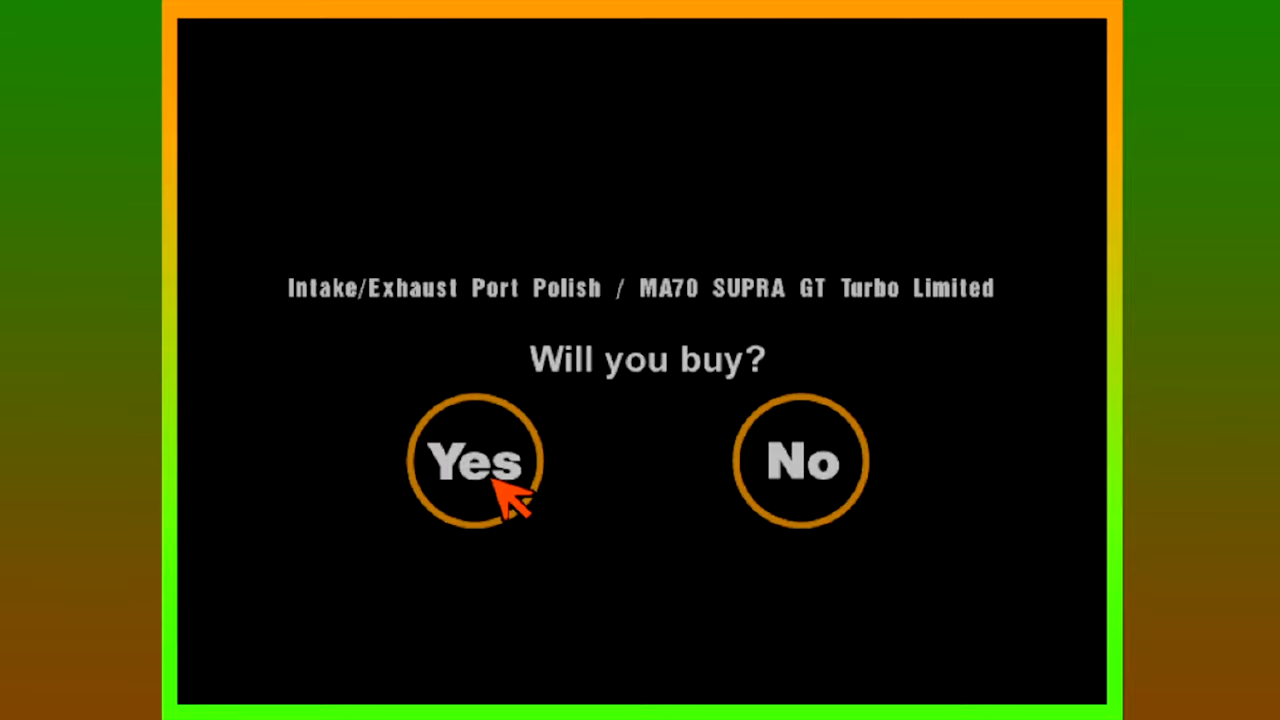 Intake/Exhaust Port Polish / MA70 SUPRA GT Turbo Limited
Will you buy?
Yes No